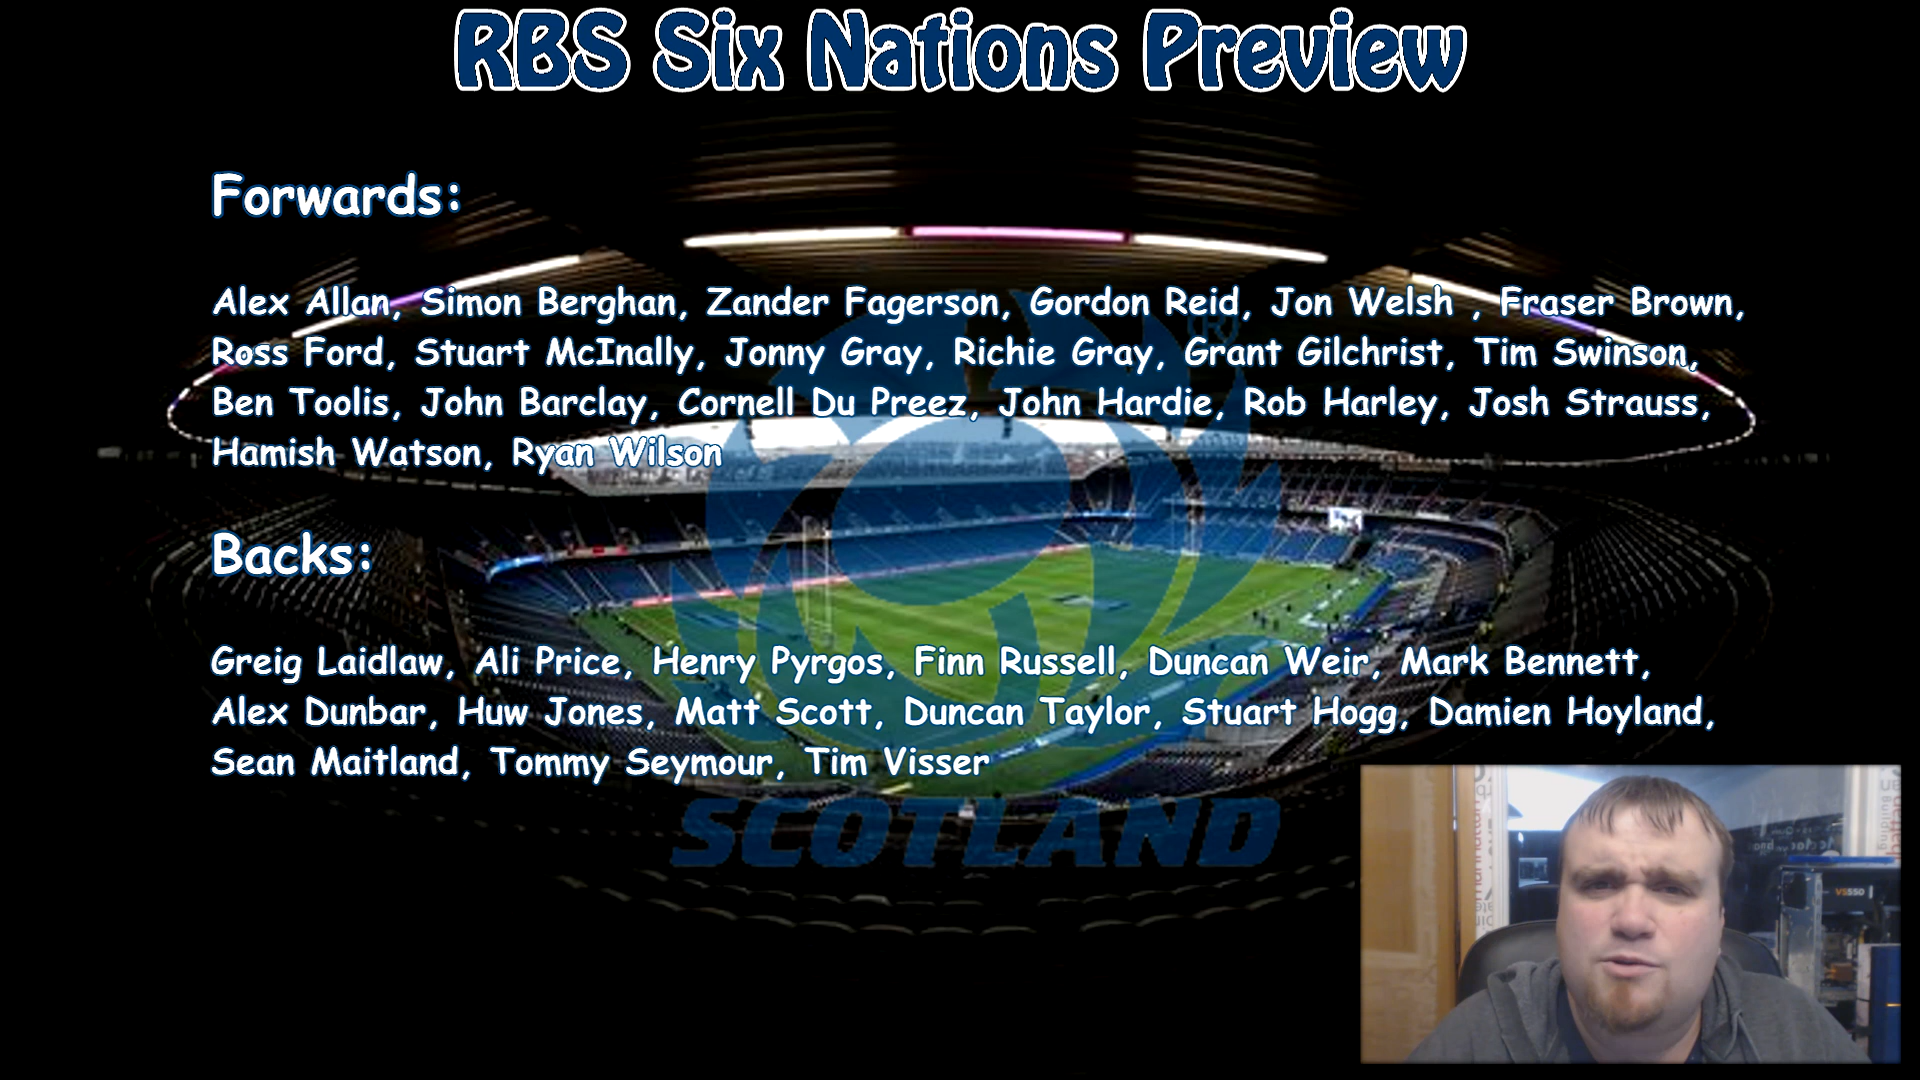 RBS Six Nations Preview
Forwards:
Alex Allan, Simon Berghan, Zander Fagerson, Gordon Reid, Jon Welsh , Fraser Brown,
Ross Ford, Stuart McInally, Jonny Gray, Richie Gray, Grant Gilchrist, Tim Swinson,
Ben Toolis, John Barclay, Cornell Du Preez, John Hardie, Rob Harley, Josh Strauss,
Hamish Watson, Ryan Wilson
Backs:
Greig Laidlaw, Ali Price, Henry Pyrgos, Finn Russell, Duncan Weir, Mark Bennett,
Alex Dunbar, Huw Jones, Matt Scott, Duncan Taylor, Stuart Hogg, Damien Hoyland,
Sean Maitland, Tommy Seymour, Tim Visser
SCOTLAND
VS550